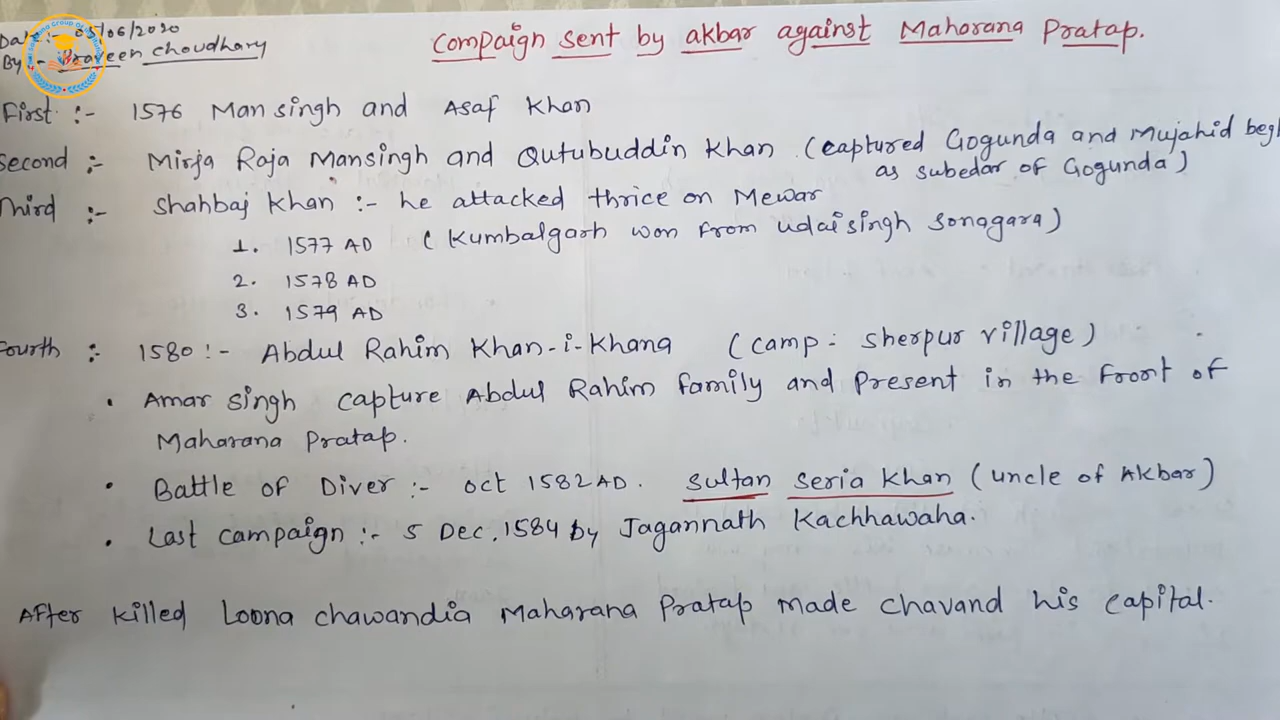 Date :- 05/06/2020
By :- Praveen Choudhary
Compaign sent by akbar against Maharana Pratap.
First :- 1576 Mansingh and Asaf Khan
Second :- Mirja Raja Mansingh and Qutubuddin Khan (captured Gogunda and Mujahid begh
as subedar of Gogunda)
Third :- Shahbaj Khan :- he attacked thrice on Mewar
1. 1577 AD (Kumbalgarh won from Udaisingh Sonagara)
2. 1578 AD
3. 1579 AD
Fourth :- 1580 :- Abdul Rahim Khan-i-Khana (camp : Sherpur village)
• Amar singh capture Abdul Rahim family and Present in the front of
Maharana Pratap.
• Battle of Diver :- oct 1582 AD. Sultan Seria Khan (uncle of Akbar)
• Last campaign :- 5 Dec. 1584 by Jagannath Kachhawaha.
After killed Loona chawandia Maharana Pratap made chavand his capital.